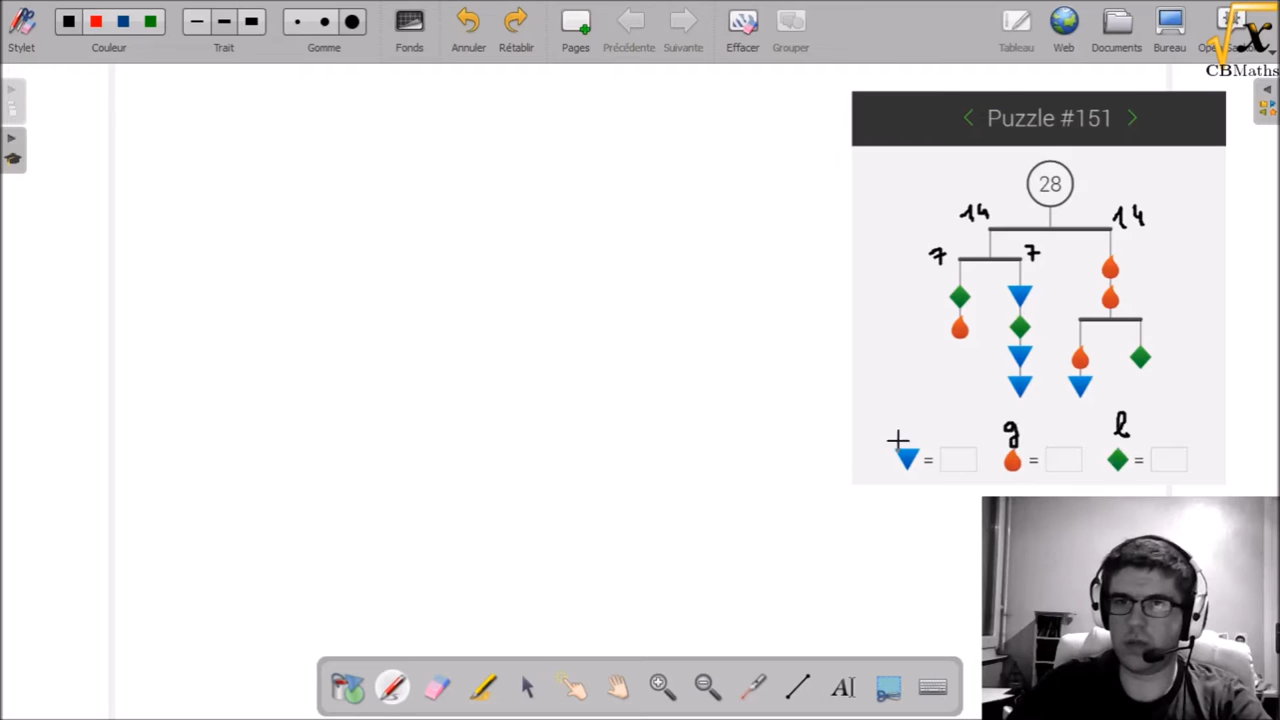 Stylet
Couleur
Trait
Gomme
Fonds
Annuler
Rétablir
Pages
Précédente
Suivante
Effacer
Grouper
Tableau
Web
Documents
Bureau
√x
CBMaths
< Puzzle #151 >
28
14 14
7 7
g l
= = =
AI